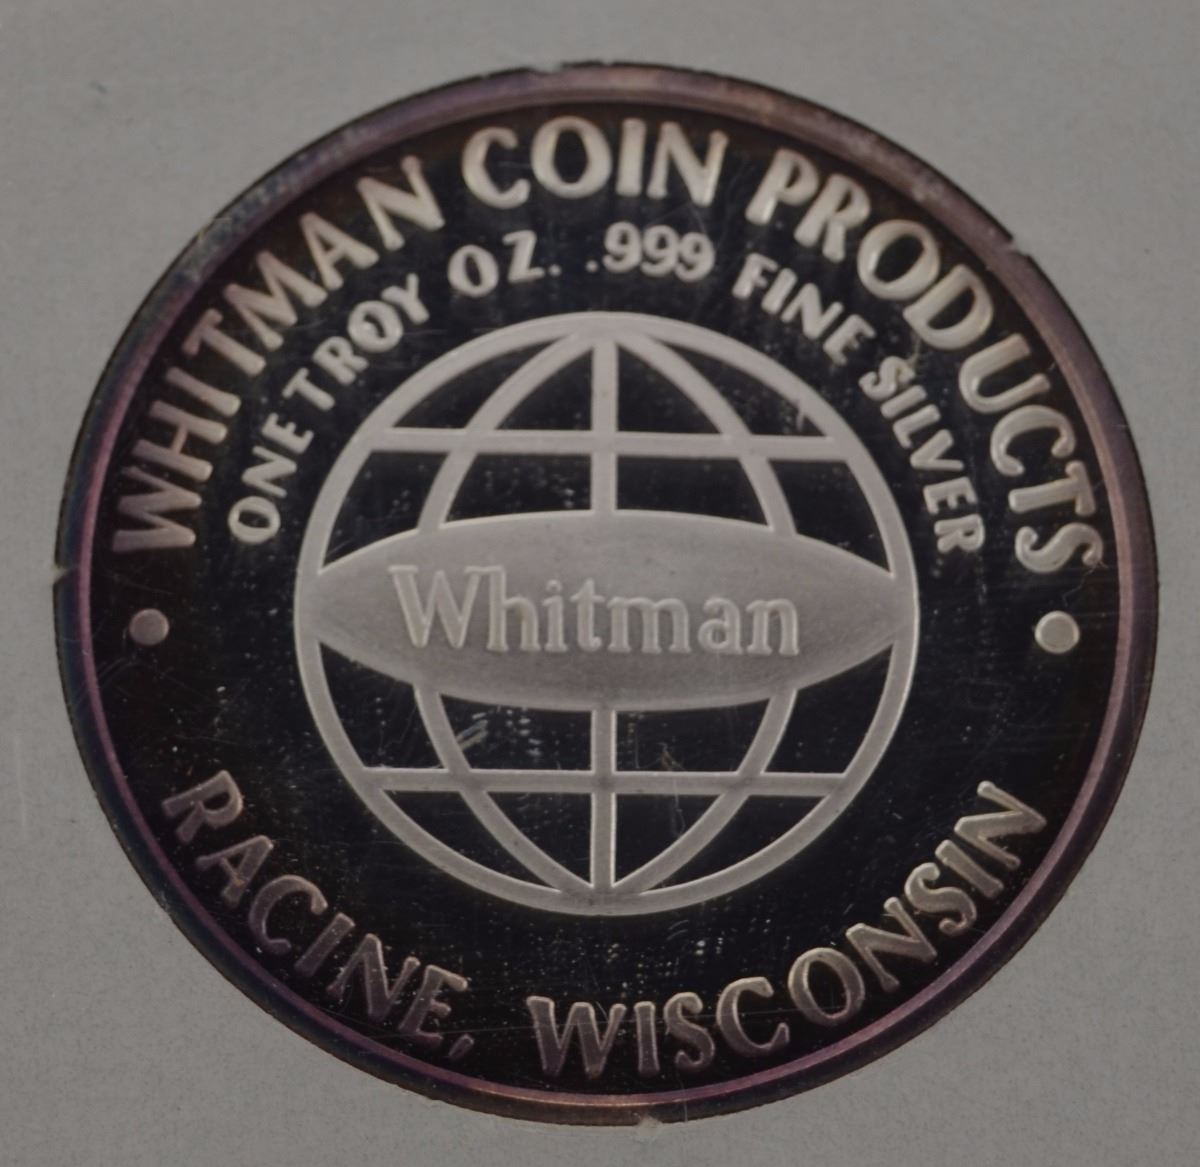 WHITMAN COIN PRODUCTS
ONE TROY OZ. .999 FINE SILVER
Whitman
RACINE, WISCONSIN